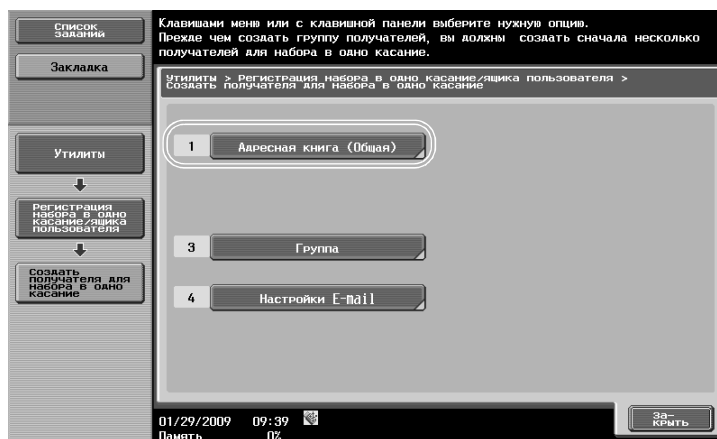 Список
заданий
Закладка
Утилиты
Регистрация
набора в одно
касание/ящика
пользователя
Создать
получателя для
набора в одно
касание
Клавишами меню или с клавишной панели выберите нужную опцию.
Прежде чем создать группу получателей, вы должны создать сначала несколько
получателей для набора в одно касание.
Утилиты > Регистрация набора в одно касание/ящика пользователя >
Создать получателя для набора в одно касание
1 Адресная книга (Общая)
3 Группа
4 Настройки E-mail
01/29/2009 09:39
Память 0%
За-
крыть